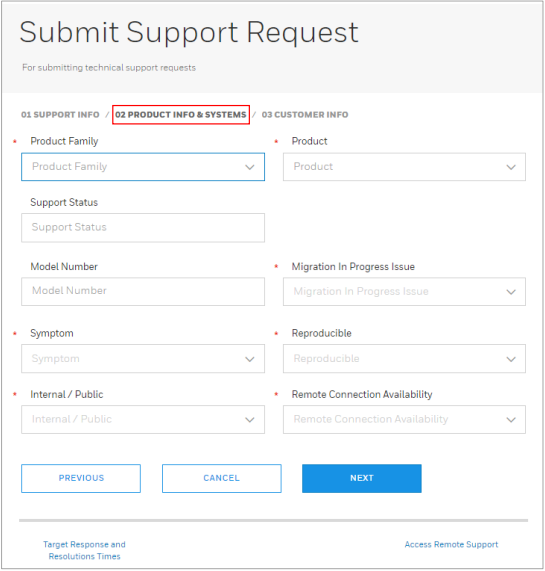 Submit Support Request
For submitting technical support requests
01 SUPPORT INFO / 02 PRODUCT INFO & SYSTEMS / 03 CUSTOMER INFO
* Product Family * Product
Product Family Product
Support Status
Support Status
Model Number * Migration In Progress Issue
Model Number Migration In Progress Issue
* Symptom * Reproducible
Symptom Reproducible
* Internal / Public * Remote Connection Availability
Internal / Public Remote Connection Availability
PREVIOUS CANCEL NEXT
Target Response and Access Remote Support
Resolutions Times